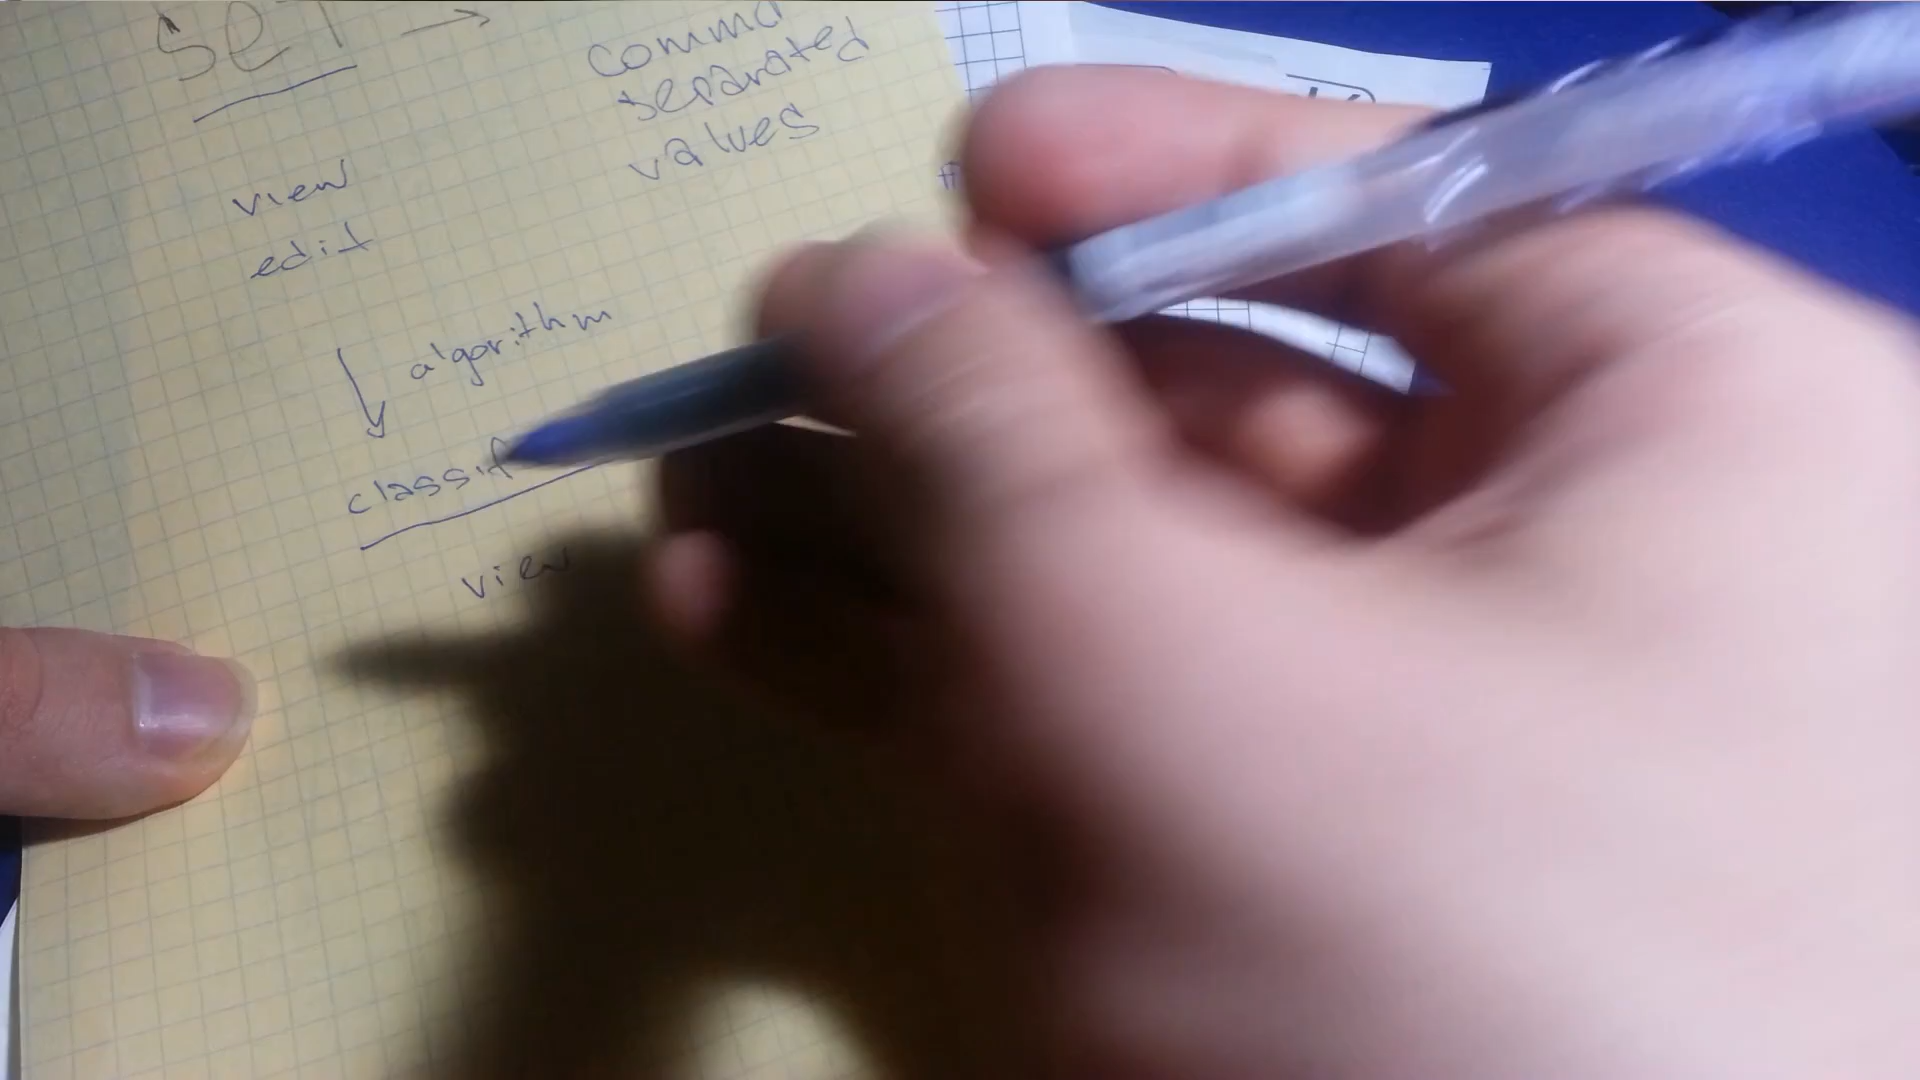 set →
comma
separated
values
view
edit
algorithm
classif
view